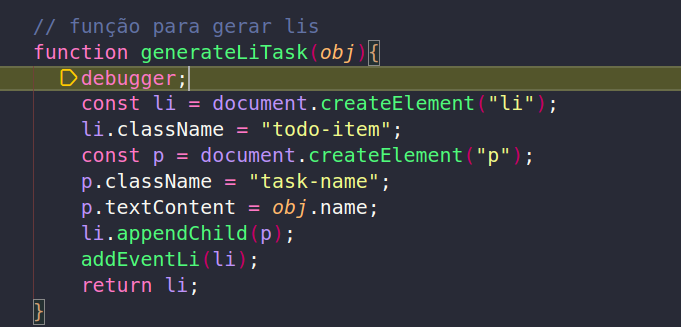 // função para gerar lis
function generateLiTask(obj){
debugger;
const li = document.createElement("li");
li.className = "todo-item";
const p = document.createElement("p");
p.className = "task-name";
p.textContent = obj.name;
li.appendChild(p);
addEventLi(li);
return li;
}